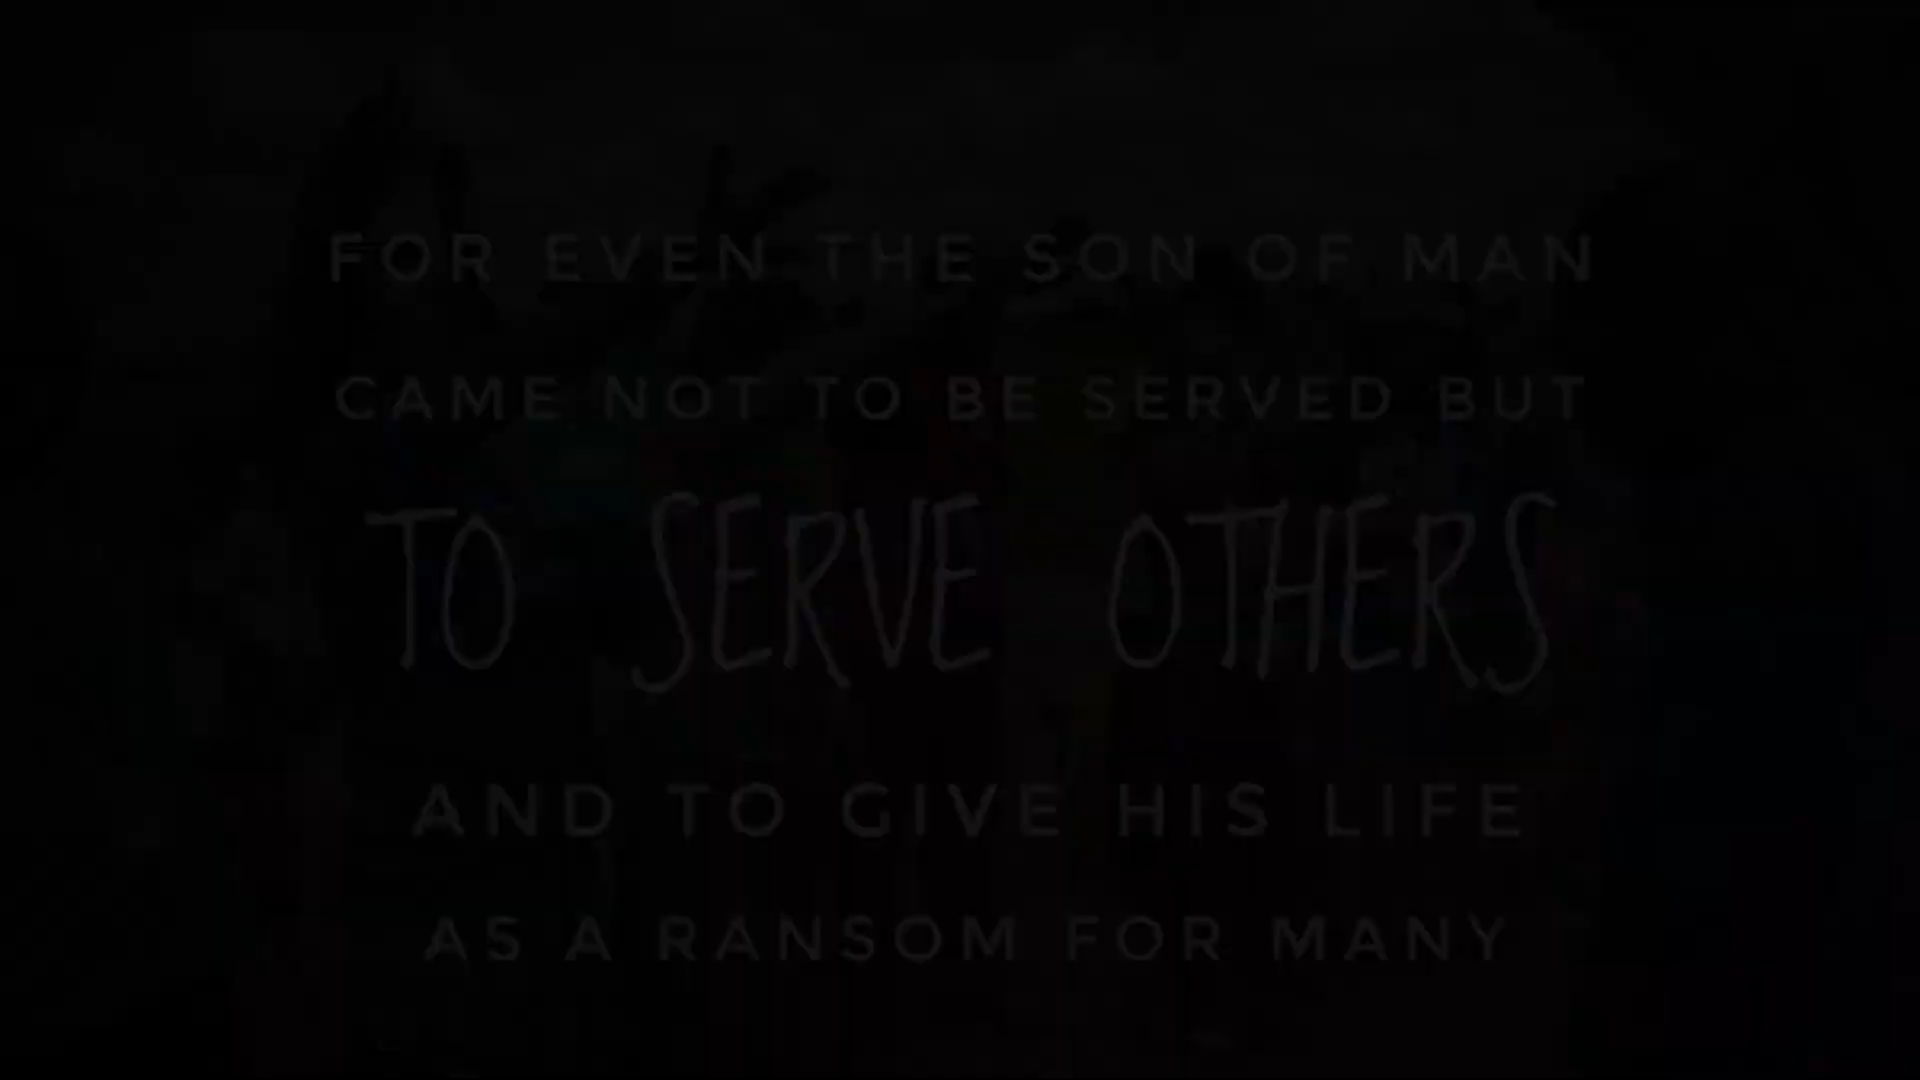 FOR EVEN THE SON OF MAN
CAME NOT TO BE SERVED BUT
TO SERVE OTHERS
AND TO GIVE HIS LIFE
AS A RANSOM FOR MANY